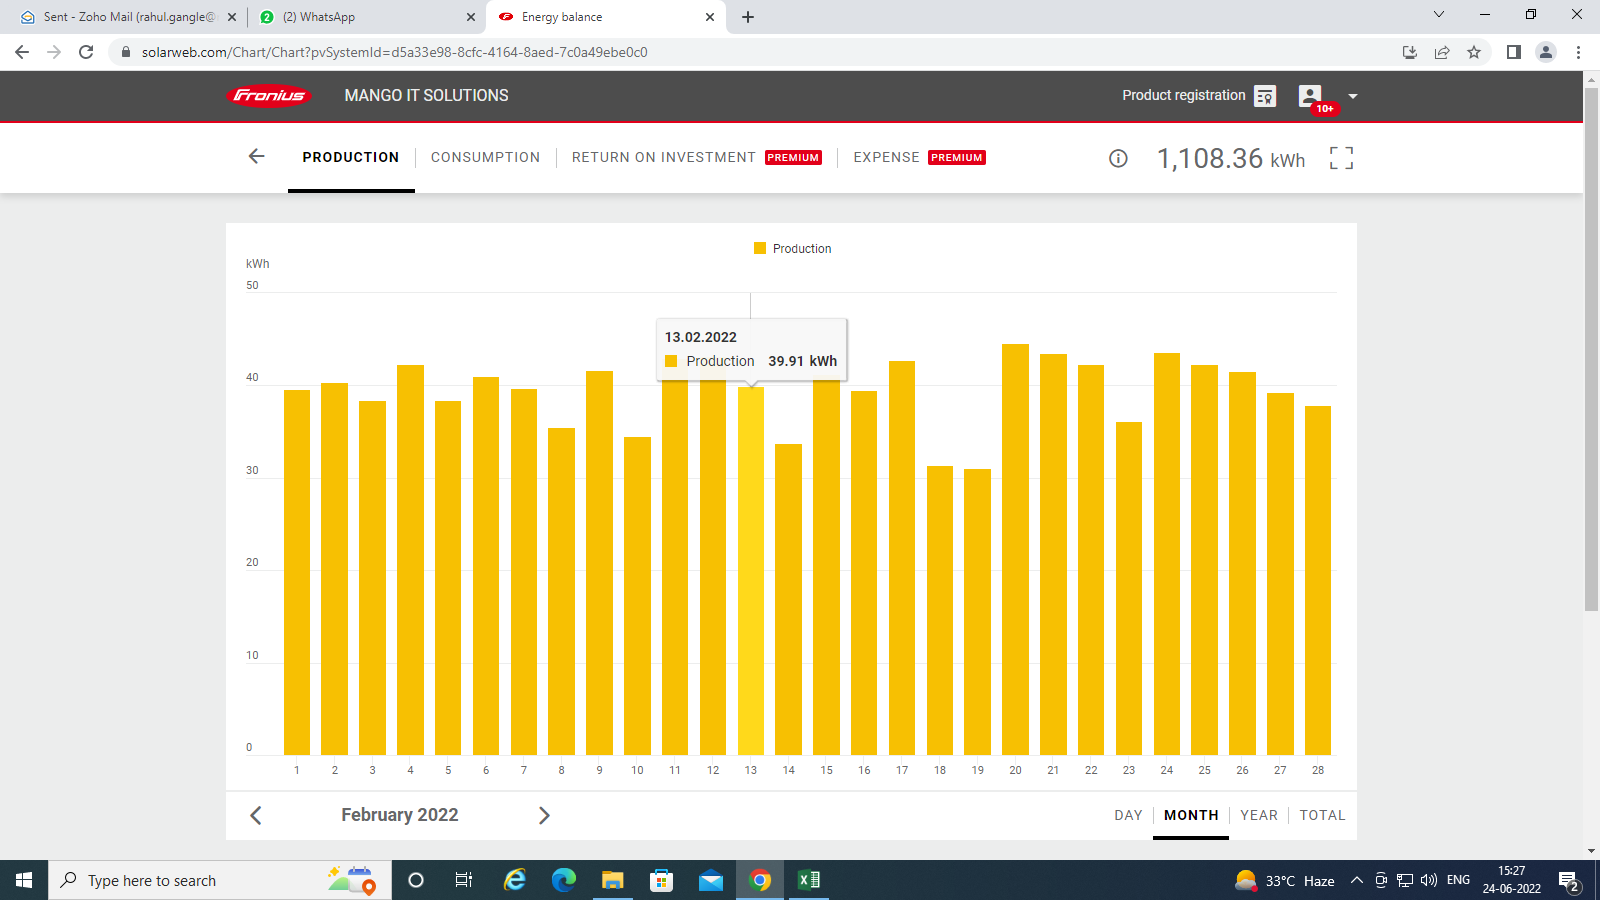 Sent - Zoho Mail (rahul.gangle@
(2) WhatsApp
Energy balance
solarweb.com/Chart/Chart?pvSystemId=d5a33e98-8cfc-4164-8aed-7c0a49ebe0c0
Fronius
MANGO IT SOLUTIONS
Product registration
10+
PRODUCTION
CONSUMPTION
RETURN ON INVESTMENT PREMIUM
EXPENSE PREMIUM
1,108.36 kWh
Production
kWh
50
13.02.2022
Production 39.91 kWh
40
30
20
10
0
1 2 3 4 5 6 7 8 9 10 11 12 13 14 15 16 17 18 19 20 21 22 23 24 25 26 27 28
February 2022
DAY MONTH YEAR TOTAL
Type here to search
33°C Haze
ENG
15:27
24-06-2022
2